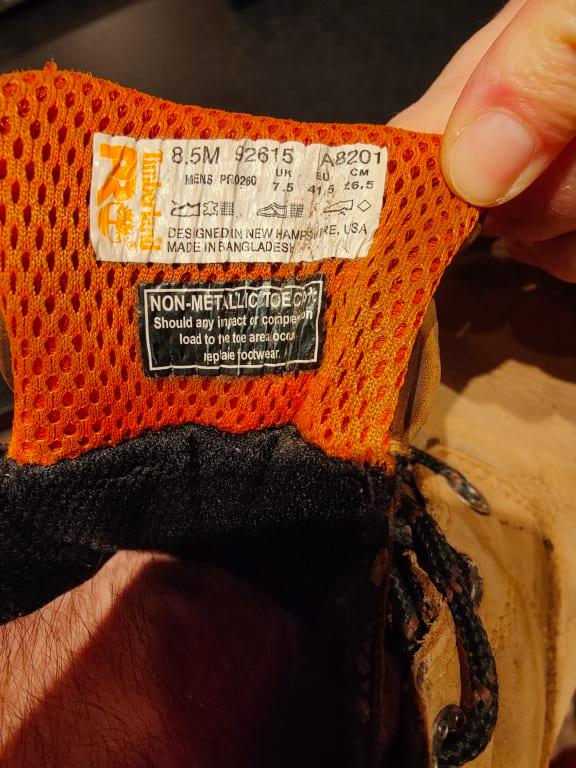 PRO
Timberland
8.5M 92615 A8201
MENS PR0260 UK EU CM
7.5 41.5 26.5
DESIGNED IN NEW HAMPSHIRE, USA
MADE IN BANGLADESH
NON-METALLIC TOE CAP:
Should any impact or compression
load to the toe area occur
replace footwear.